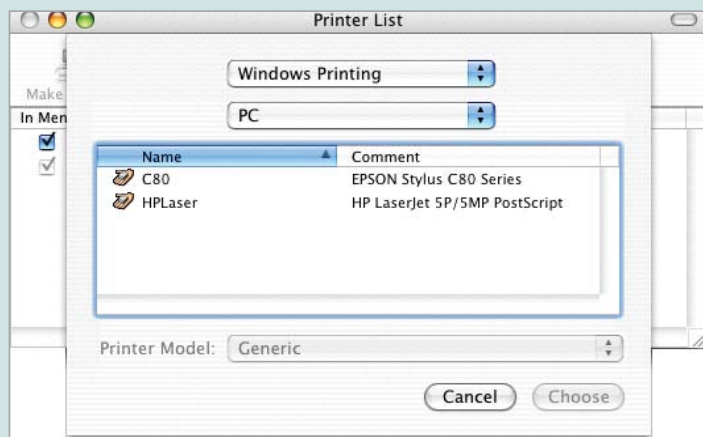 Printer List
Make
In Men
Windows Printing
PC
Name Comment
C80 EPSON Stylus C80 Series
HPLaser HP LaserJet 5P/5MP PostScript
Printer Model: Generic
Cancel Choose